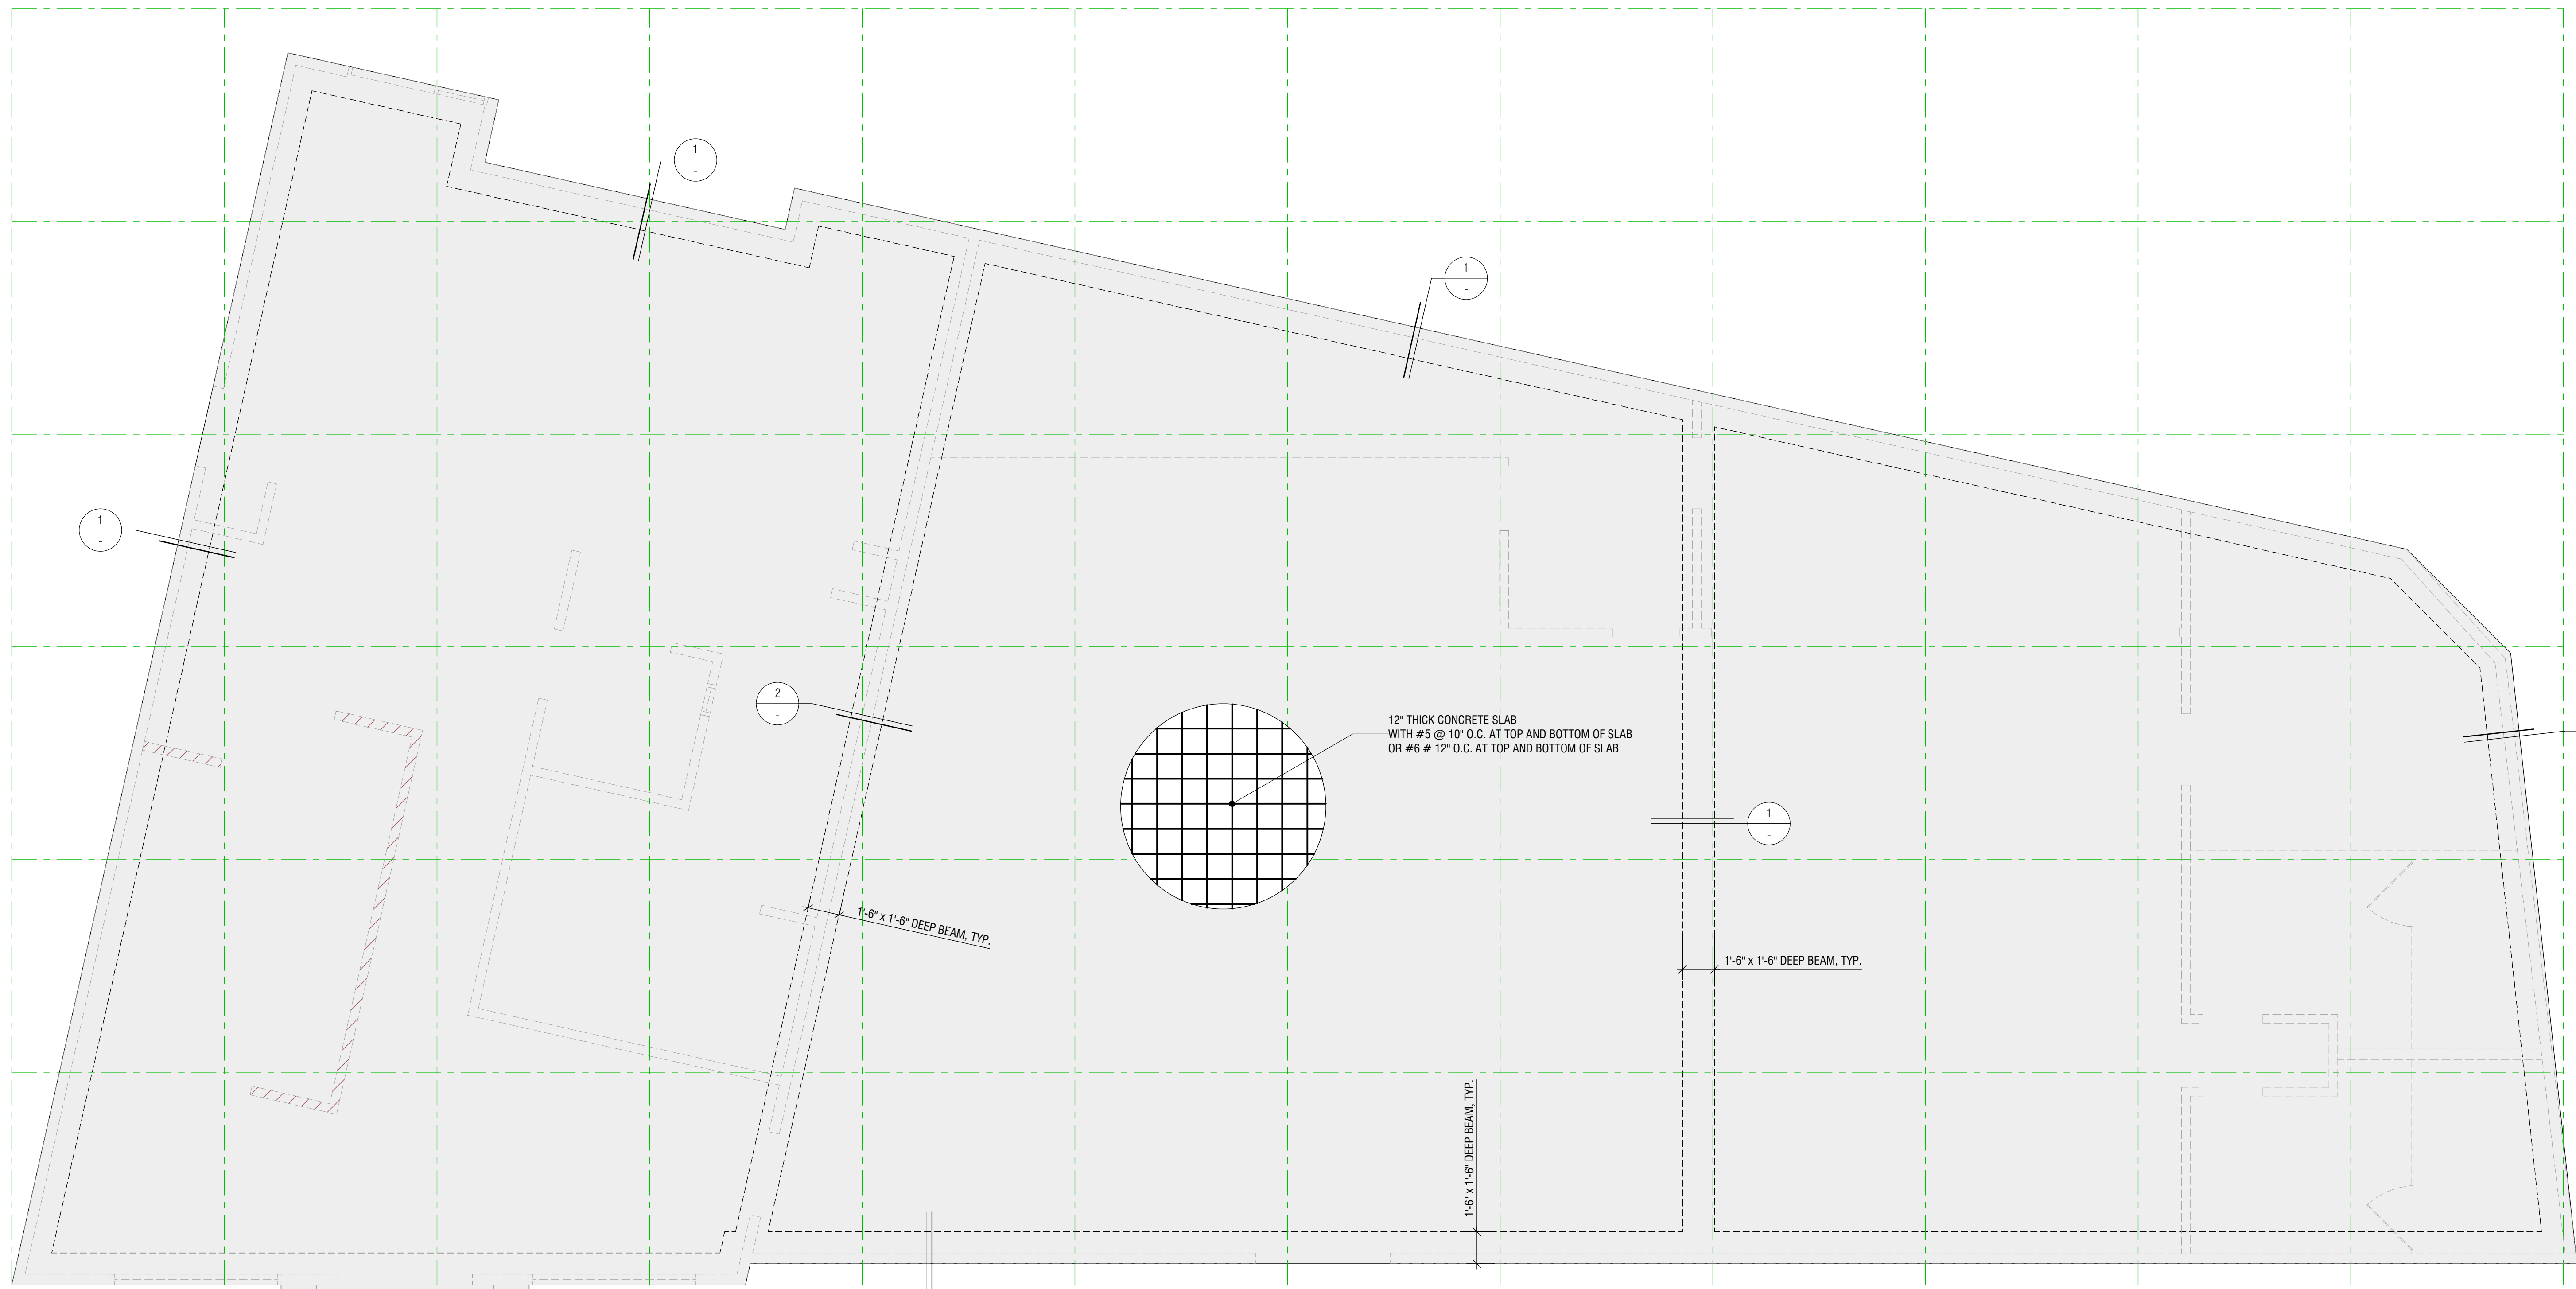 1
-
1
-
1
-
2
-
12" THICK CONCRETE SLAB
WITH #5 @ 10" O.C. AT TOP AND BOTTOM OF SLAB
OR #6 # 12" O.C. AT TOP AND BOTTOM OF SLAB
1
-
1'-6" x 1'-6" DEEP BEAM, TYP.
1'-6" x 1'-6" DEEP BEAM, TYP.
1'-6" x 1'-6" DEEP BEAM, TYP.